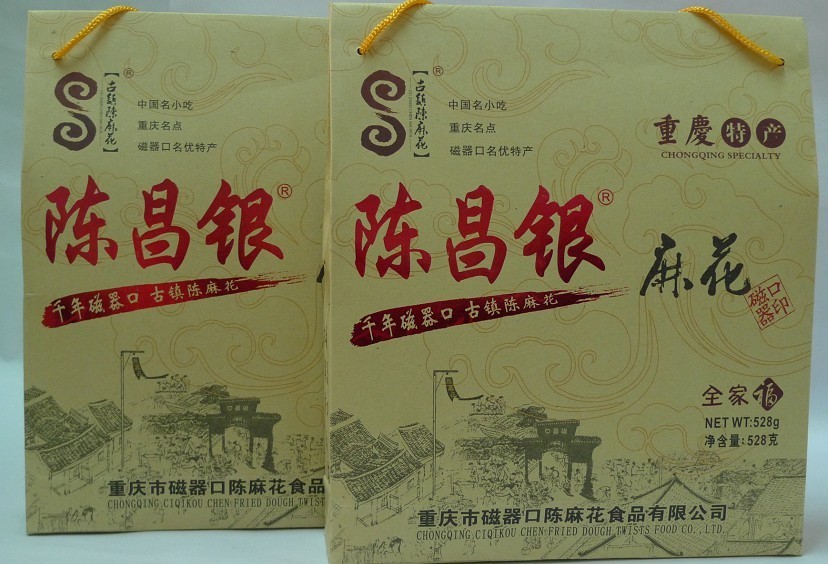 【古镇陈麻花】®
中国名小吃
重庆名点
磁器口名优特产
陈昌银®
千年磁器口 古镇陈麻花
重庆市磁器口陈麻花食品
CHONGQING CIQIKOU CHEN FRIED DOUGH TWIST
【古镇陈麻花】®
中国名小吃
重庆名点
磁器口名优特产
重慶特产
CHONGQING SPECIALTY
陈昌银®
麻花
磁器口印
千年磁器口 古镇陈麻花
全家福
NET WT:528g
净含量:528克
重庆市磁器口陈麻花食品有限公司
CHONGQING CIQIKOU CHEN FRIED DOUGH TWISTS FOOD CO.,LTD.